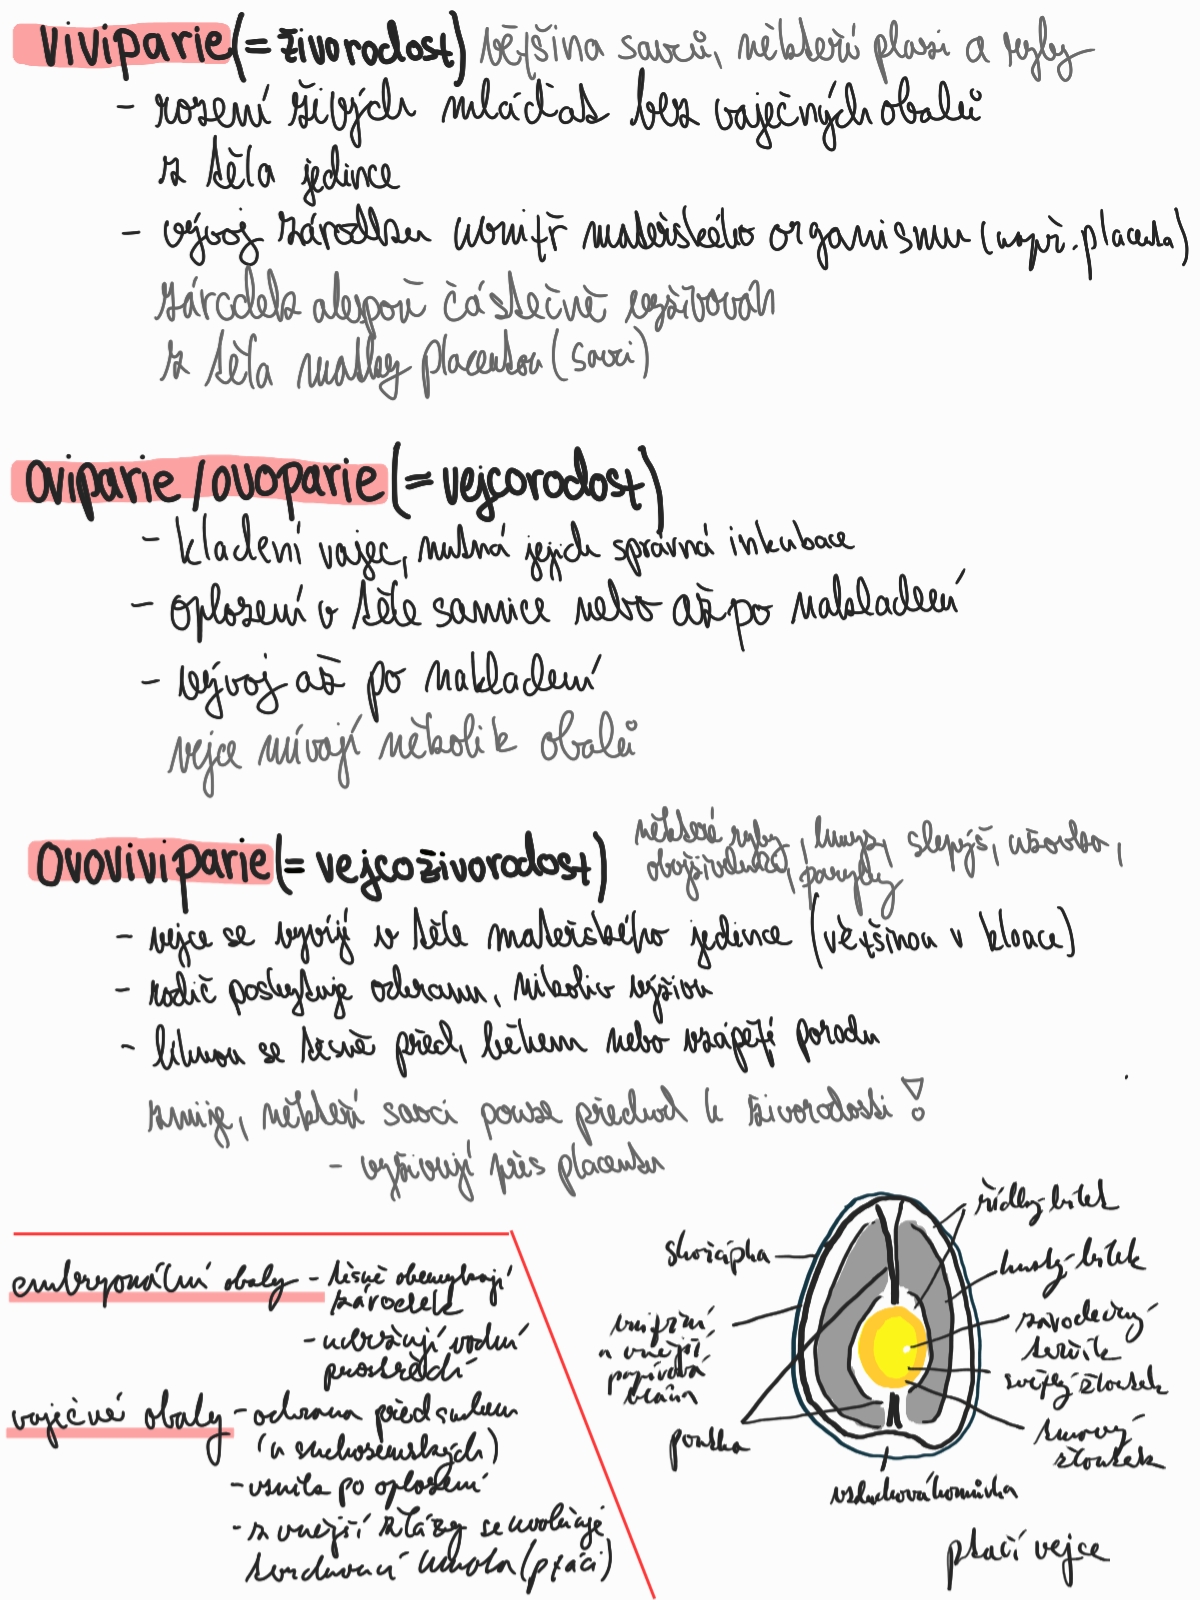 viviparie (= živorodost) většina savců, někteří plazi a ryby
- rození živých mláďat bez vaječných obalů
z těla jedince
- vývoj zárodku uvnitř mateřského organismu (např. placenta)
zárodek alespoň částečně vyživován
z těla matky placentou (savci)
oviparie / ovoparie (= vejcorodost)
- kladení vajec, nutná jejich správná inkubace
- oplození v těle samice nebo až po nakladení
- vývoj až po nakladení
vejce mívají několik obalů
ovoviviparie (= vejcoživorodost)
některé ryby, hmyz, slepýš, užovka,
obojživelníci, paryby
- vejce se vyvíjí v těle mateřského jedince (většinou v kloace)
- rodič poskytuje ochranu, nikoliv výživu
- líhnou se těsně před, během nebo vzápětí porodu
zmije, někteří savci pouze přechod k živorodosti!
- vyživují přes placentu
embryonální obaly - těsně obemykají
zárodek
- udržují vodní
prostředí
vaječné obaly - ochrana před suchem
(u suchozemských)
- vznik po oplození
- z vnější žlázy se uvolňuje
tvrdnoucí hmota (ptáci)
skořápka
vnitřní
a vnější
papírová
blána
poutka
vzduchová komůrka
řídký bílek
hustý bílek
zárodečný
terčík
světlý žloutek
tmavý
žloutek
ptačí vejce